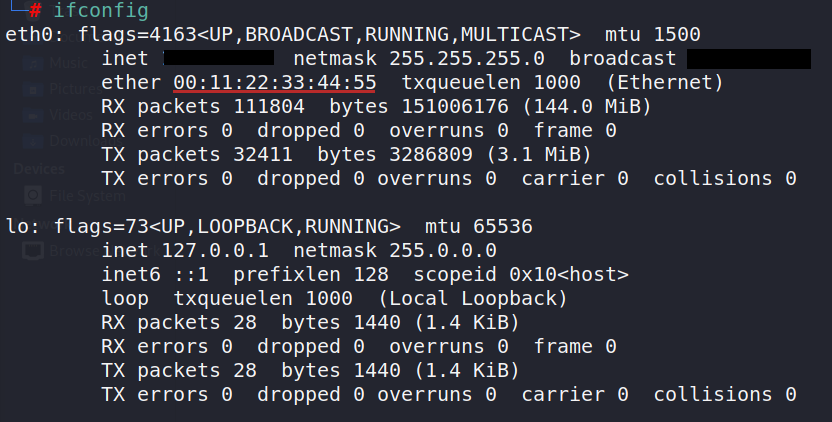 # ifconfig
eth0: flags=4163<UP,BROADCAST,RUNNING,MULTICAST>  mtu 1500
        inet            netmask 255.255.255.0  broadcast
        ether 00:11:22:33:44:55  txqueuelen 1000  (Ethernet)
        RX packets 111804  bytes 151006176 (144.0 MiB)
        RX errors 0  dropped 0  overruns 0  frame 0
        TX packets 32411  bytes 3286809 (3.1 MiB)
        TX errors 0  dropped 0 overruns 0  carrier 0  collisions 0

lo: flags=73<UP,LOOPBACK,RUNNING>  mtu 65536
        inet 127.0.0.1  netmask 255.0.0.0
        inet6 ::1  prefixlen 128  scopeid 0x10<host>
        loop  txqueuelen 1000  (Local Loopback)
        RX packets 28  bytes 1440 (1.4 KiB)
        RX errors 0  dropped 0  overruns 0  frame 0
        TX packets 28  bytes 1440 (1.4 KiB)
        TX errors 0  dropped 0 overruns 0  carrier 0  collisions 0
Music
Videos
Devices
File System